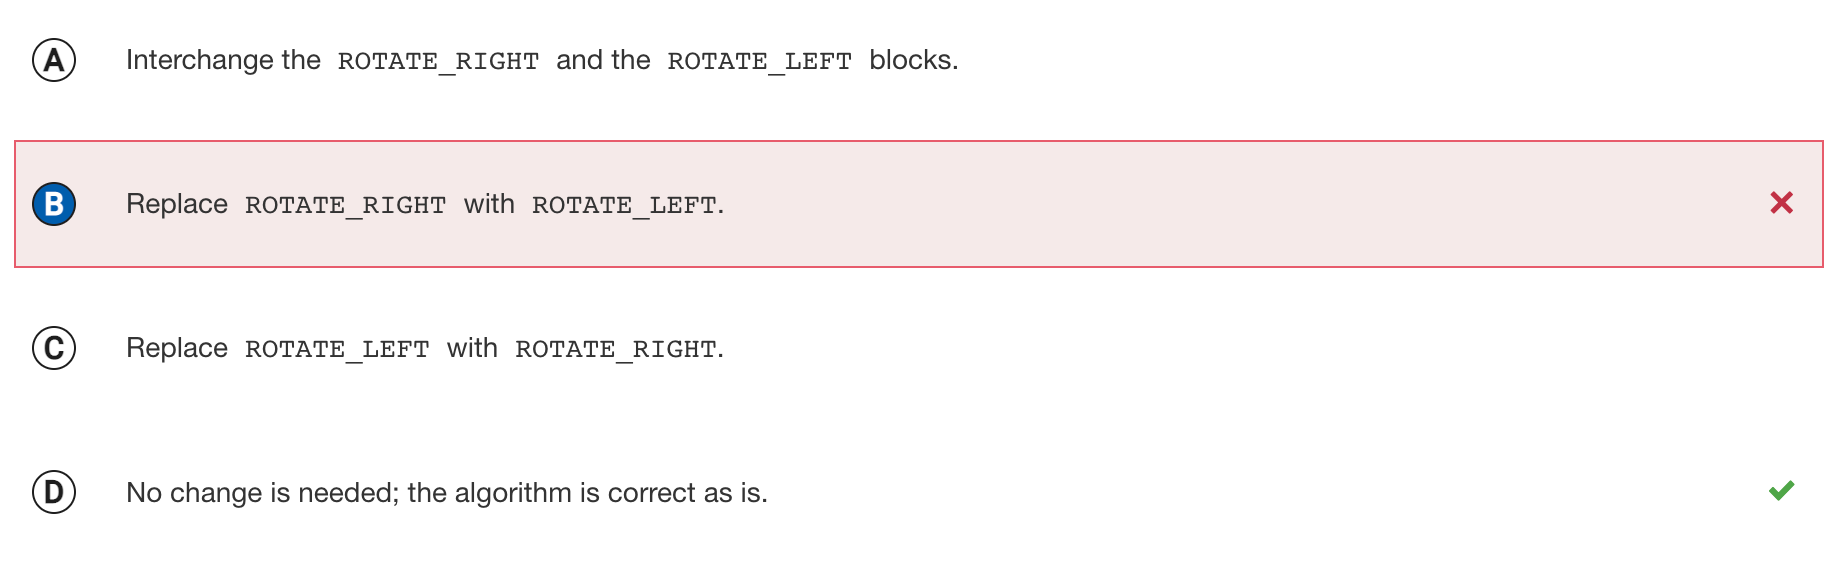 A Interchange the ROTATE_RIGHT and the ROTATE_LEFT blocks.
B Replace ROTATE_RIGHT with ROTATE_LEFT.
C Replace ROTATE_LEFT with ROTATE_RIGHT.
D No change is needed; the algorithm is correct as is.